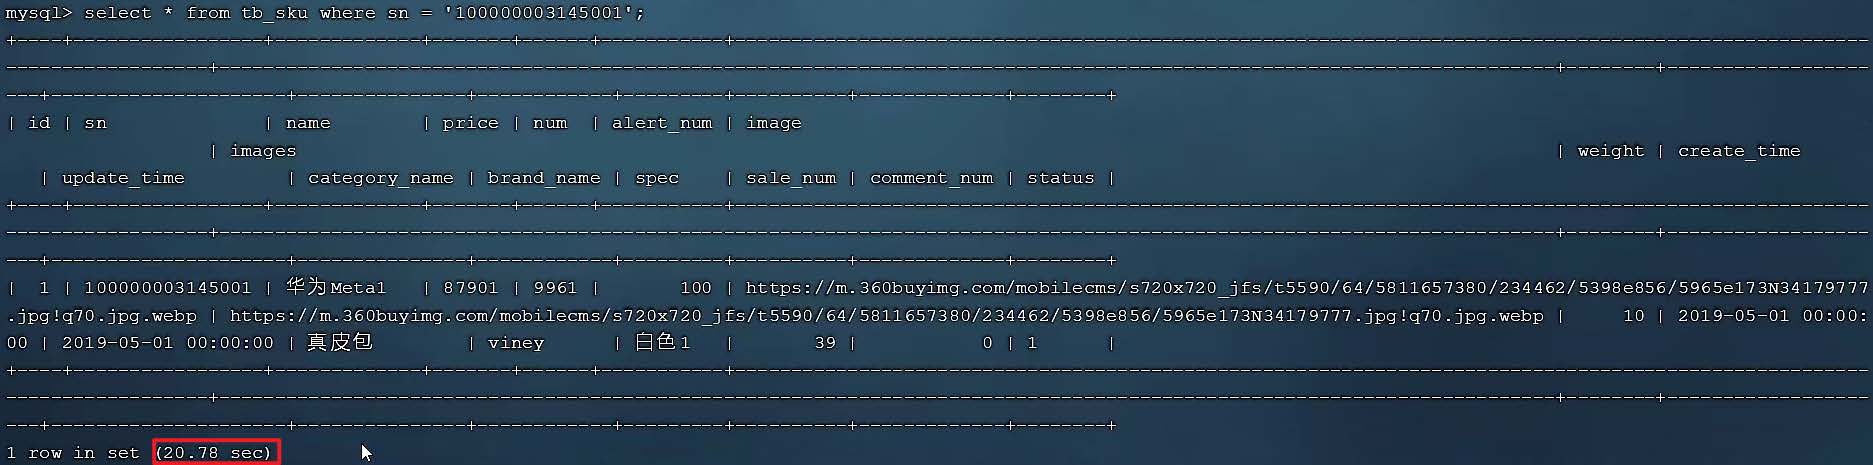 mysql> select * from tb_sku where sn = '100000003145001';
| id | sn | name | price | num | alert_num | image
| images | weight | create_time
| update_time | category_name | brand_name | spec | sale_num | comment_num | status |
| 1 | 100000003145001 | 华为Meta1 | 87901 | 9961 | 100 | https://m.360buyimg.com/mobilecms/s720x720_jfs/t5590/64/5811657380/234462/5398e856/5965e173N34179777
.jpg!q70.jpg.webp | https://m.360buyimg.com/mobilecms/s720x720_jfs/t5590/64/5811657380/234462/5398e856/5965e173N34179777.jpg!q70.jpg.webp | 10 | 2019-05-01 00:00:
00 | 2019-05-01 00:00:00 | 真皮包 | viney | 白色1 | 39 | 0 | 1 |
1 row in set (20.78 sec)